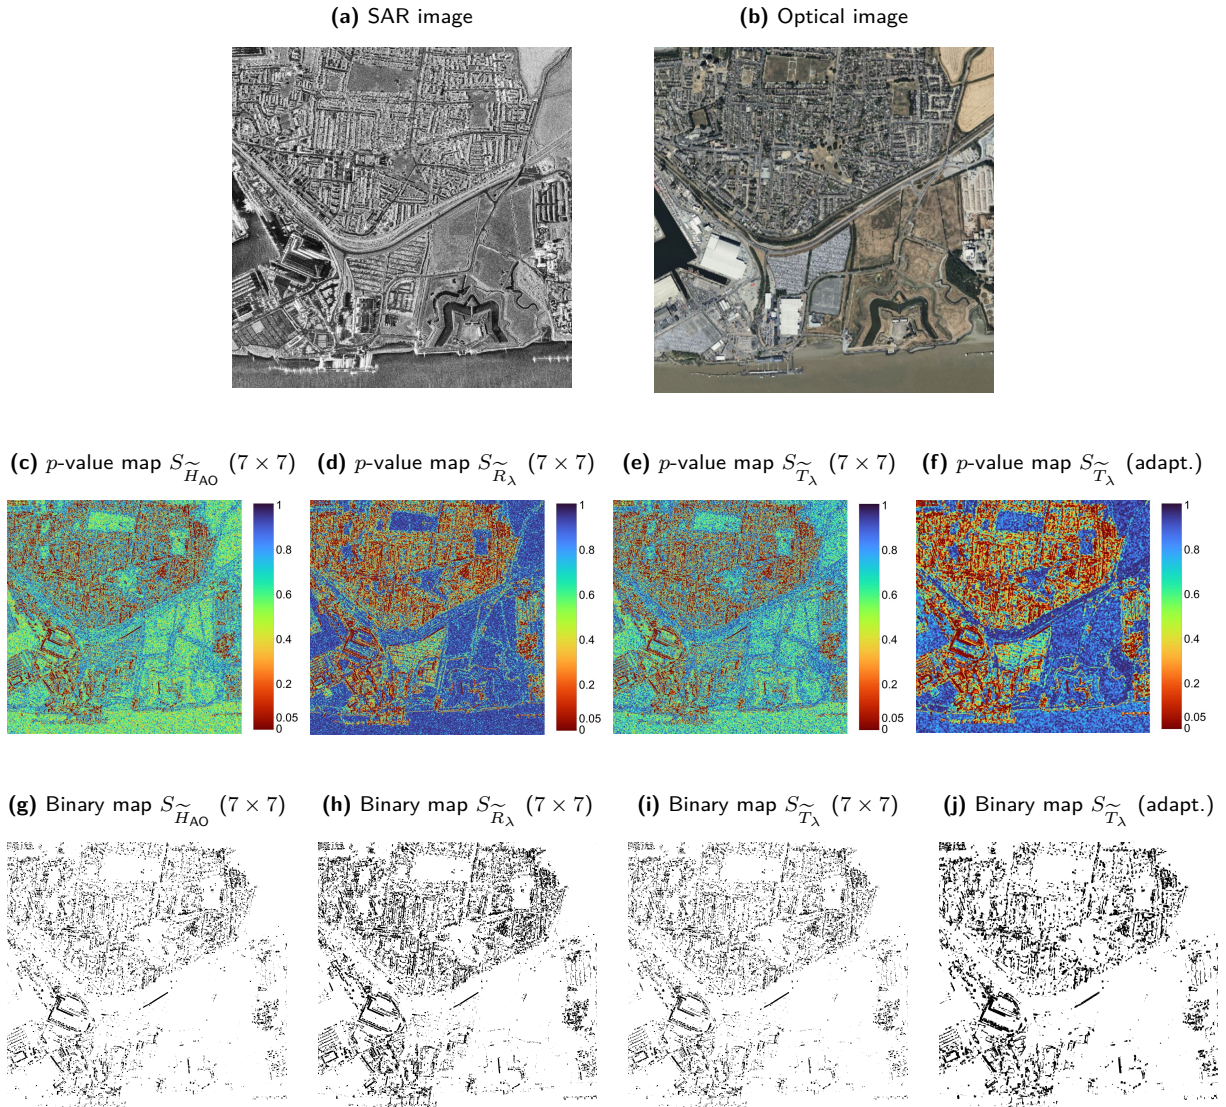 (a) SAR image
(b) Optical image
(c) p-value map S_{\widetilde{H}_{AO}} (7 × 7)
(d) p-value map S_{\widetilde{R}_λ} (7 × 7)
(e) p-value map S_{\widetilde{T}_λ} (7 × 7)
(f) p-value map S_{\widetilde{T}_λ} (adapt.)
1
0.8
0.6
0.4
0.2
0.05
0
1
0.8
0.6
0.4
0.2
0.05
0
1
0.8
0.6
0.4
0.2
0.05
0
1
0.8
0.6
0.4
0.2
0.05
0
(g) Binary map S_{\widetilde{H}_{AO}} (7 × 7)
(h) Binary map S_{\widetilde{R}_λ} (7 × 7)
(i) Binary map S_{\widetilde{T}_λ} (7 × 7)
(j) Binary map S_{\widetilde{T}_λ} (adapt.)